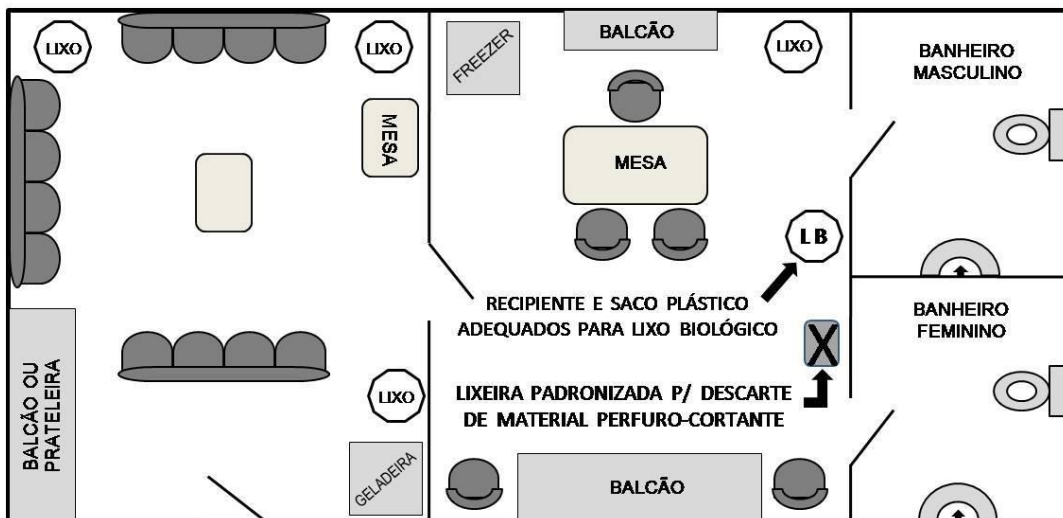 LIXO
LIXO
MESA
BALCÃO OU
PRATELEIRA
LIXO
GELADEIRA
FREEZER
BALCÃO
LIXO
MESA
LB
RECIPIENTE E SACO PLÁSTICO
ADEQUADOS PARA LIXO BIOLÓGICO
X
LIXEIRA PADRONIZADA P/ DESCARTE
DE MATERIAL PERFURO-CORTANTE
BALCÃO
BANHEIRO
MASCULINO
BANHEIRO
FEMININO